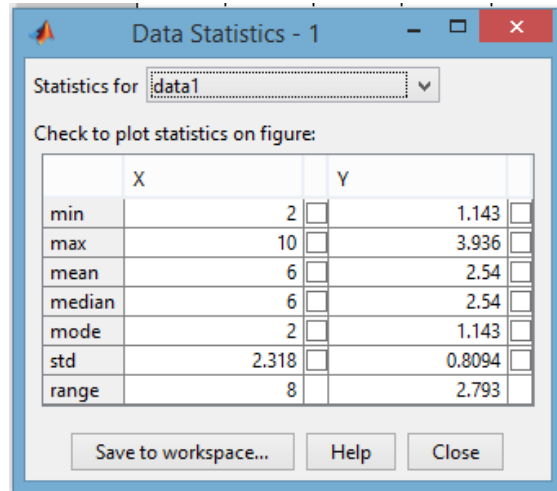 Data Statistics - 1
Statistics for data1
Check to plot statistics on figure:
X Y
min 2 1.143
max 10 3.936
mean 6 2.54
median 6 2.54
mode 2 1.143
std 2.318 0.8094
range 8 2.793
Save to workspace... Help Close